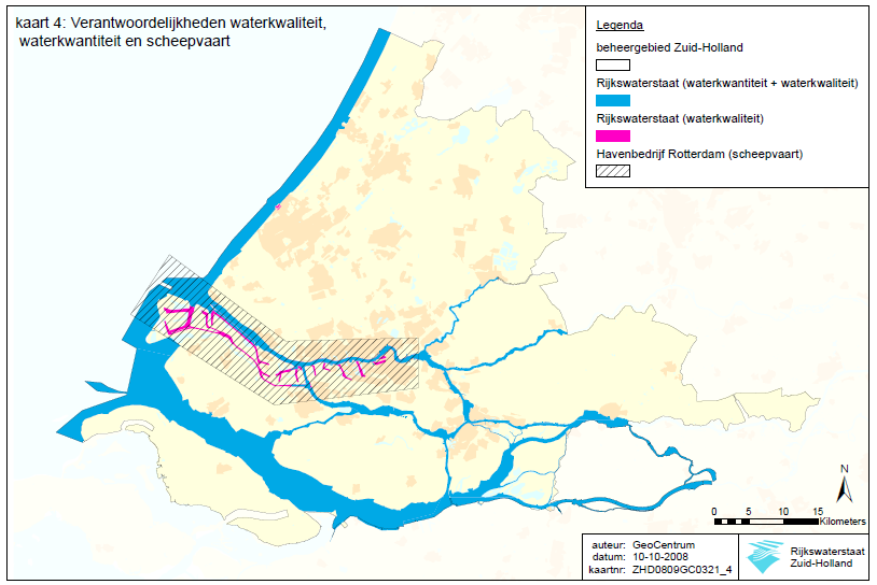 kaart 4: Verantwoordelijkheden waterkwaliteit,
waterkwantiteit en scheepvaart
Legenda
beheergebied Zuid-Holland
Rijkswaterstaat (waterkwantiteit + waterkwaliteit)
Rijkswaterstaat (waterkwaliteit)
Havenbedrijf Rotterdam (scheepvaart)
N
0 5 10 15
Kilometers
auteur: GeoCentrum
datum: 10-10-2008
kaartnr: ZHD0809GC0321_4
Rijkswaterstaat
Zuid-Holland